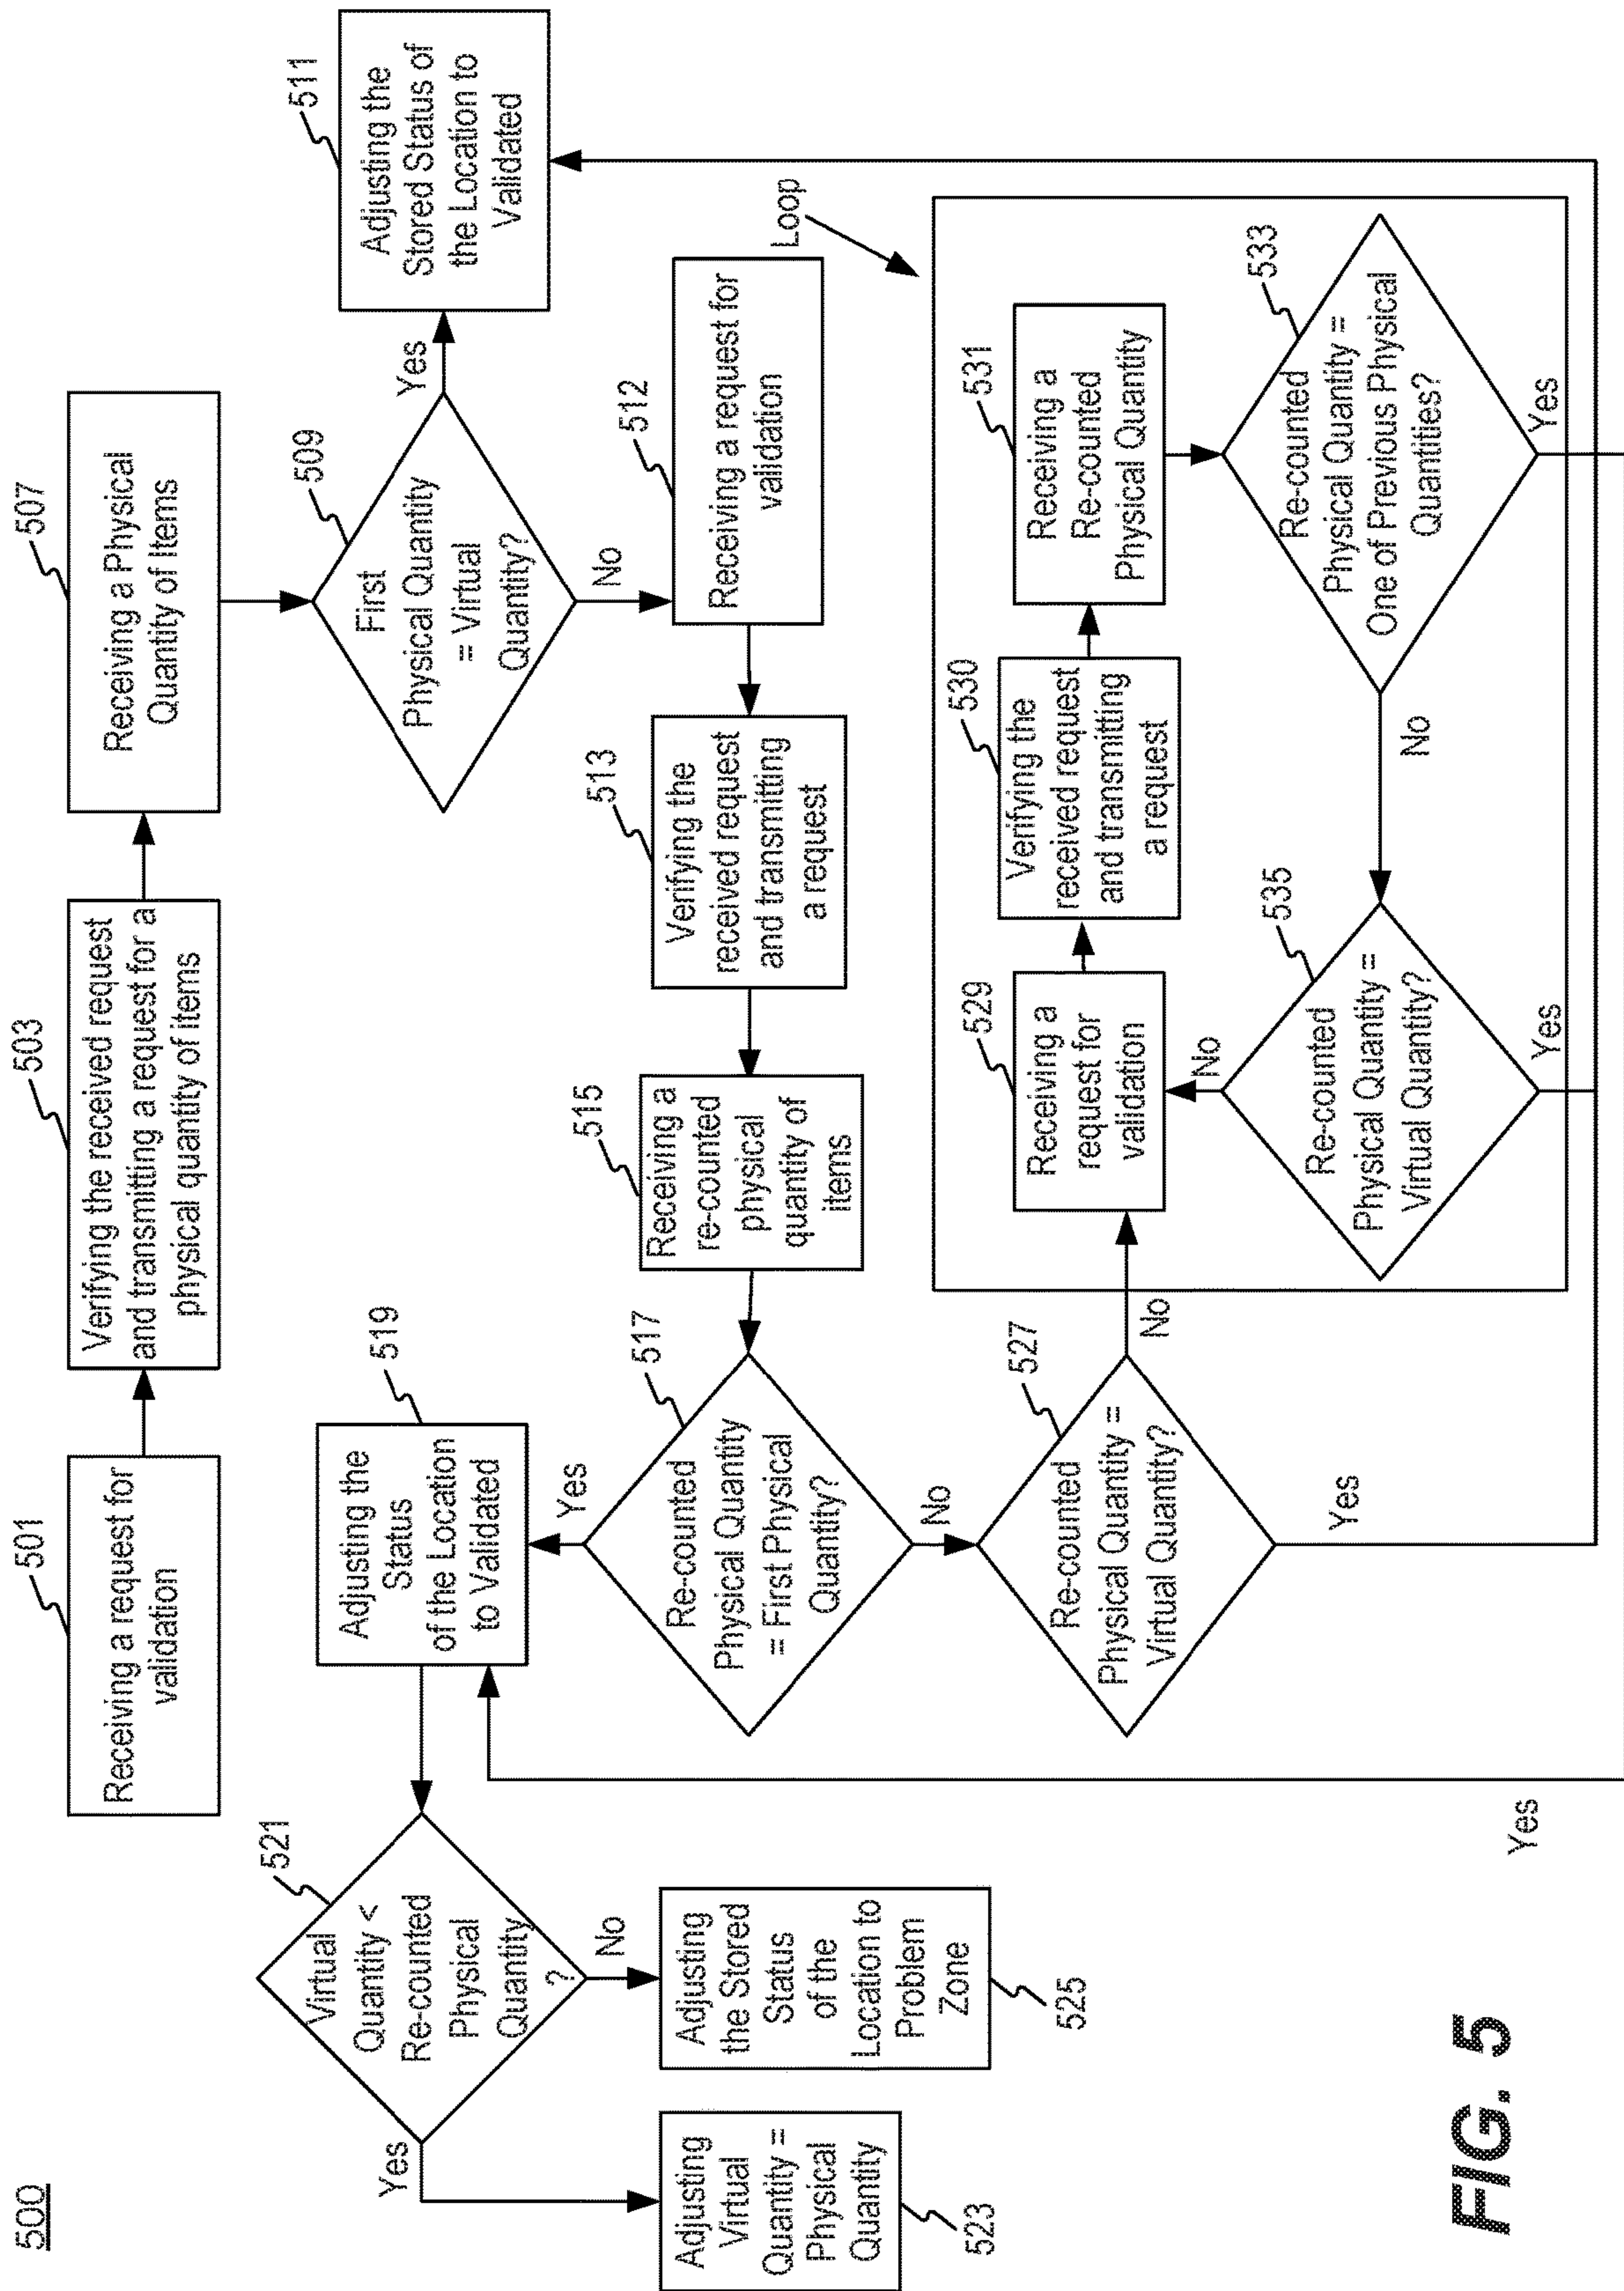 500
501
Receiving a request for
validation
503
Verifying the received request
and transmitting a request for a
physical quantity of items
507
Receiving a Physical
Quantity of Items
509
First
Physical Quantity
= Virtual
Quantity?
Yes
No
511
Adjusting the
Stored Status of
the Location to
Validated
512
Receiving a request for
validation
513
Verifying the
received request
and transmitting
a request
515
Receiving a
re-counted
physical
quantity of
items
517
Re-counted
Physical Quantity
= First Physical
Quantity?
Yes
No
519
Adjusting the
Status
of the Location
to Validated
521
Virtual
Quantity <
Re-counted
Physical
Quantity
?
Yes
No
523
Adjusting
Virtual
Quantity =
Physical
Quantity
525
Adjusting
the Stored
Status
of the
Location to
Problem
Zone
527
Re-counted
Physical Quantity =
Virtual Quantity?
No
Yes
Loop
529
Receiving a
request for
validation
530
Verifying the
received request
and transmitting
a request
531
Receiving a
Re-counted
Physical Quantity
533
Re-counted
Physical Quantity =
One of Previous Physical
Quantities?
Yes
No
535
Re-counted
Physical Quantity =
Virtual Quantity?
No
Yes
Yes
FIG. 5